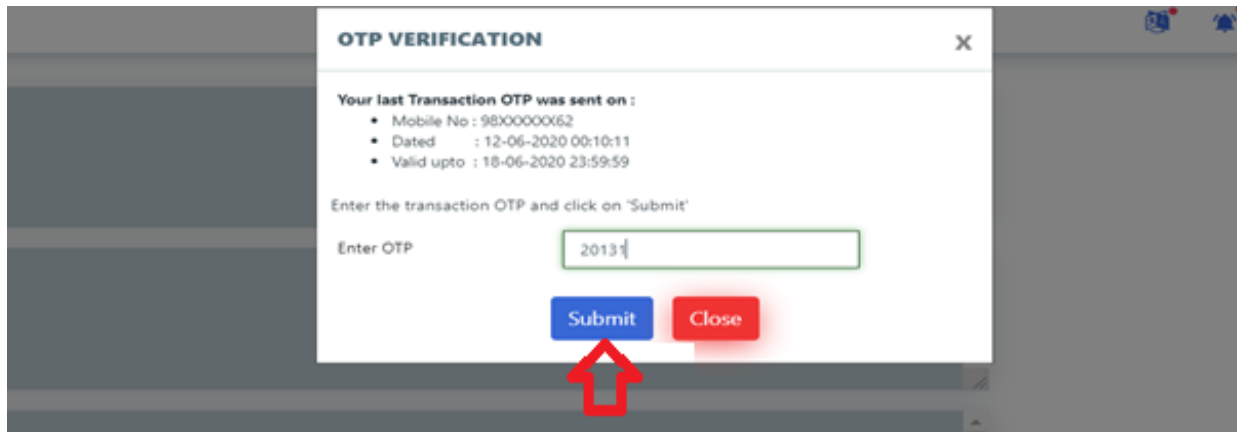 OTP VERIFICATION
X
Your last Transaction OTP was sent on :
• Mobile No : 98XXXXXX62
• Dated : 12-06-2020 00:10:11
• Valid upto : 18-06-2020 23:59:59
Enter the transaction OTP and click on 'Submit'
Enter OTP 20131
Submit Close